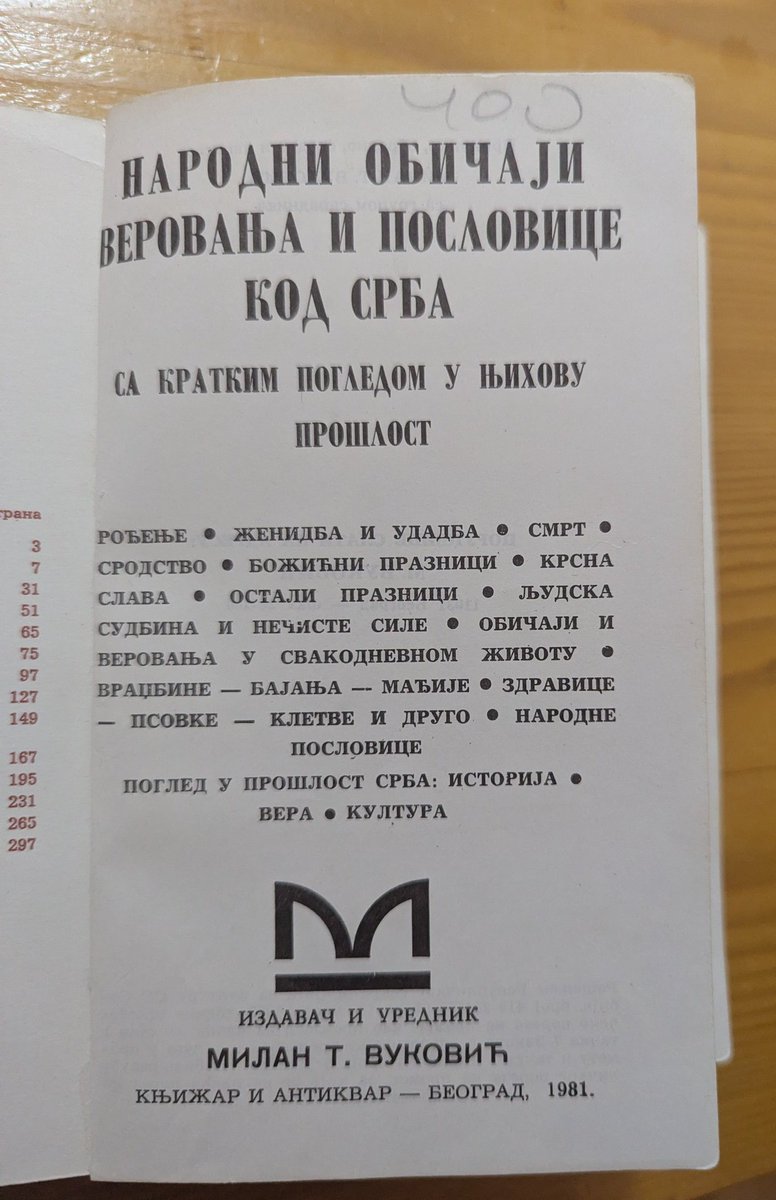 400
НАРОДНИ ОБИЧАЈИ
ВЕРОВАЊА И ПОСЛОВИЦЕ
КОД СРБА
СА КРАТКИМ ПОГЛЕДОМ У ЊИХОВУ
ПРОШЛОСТ
РОЂЕЊЕ ● ЖЕНИДБА И УДАДБА ● СМРТ ●
СРОДСТВО ● БОЖИЋНИ ПРАЗНИЦИ ● КРСНА
СЛАВА ● ОСТАЛИ ПРАЗНИЦИ ● ЉУДСКА
СУДБИНА И НЕЧИСТЕ СИЛЕ ● ОБИЧАЈИ И
ВЕРОВАЊА У СВАКОДНЕВНОМ ЖИВОТУ ●
ВРАЏБИНЕ — БАЈАЊА — МАЂИЈЕ ● ЗДРАВИЦЕ
— ПСОВКЕ — КЛЕТВЕ И ДРУГО ● НАРОДНЕ
ПОСЛОВИЦЕ
ПОГЛЕД У ПРОШЛОСТ СРБА: ИСТОРИЈА ●
ВЕРА ● КУЛТУРА
ИЗДАВАЧ И УРЕДНИК
МИЛАН Т. ВУКОВИЋ
КЊИЖАР И АНТИКВАР — БЕОГРАД, 1981.
3
7
31
51
65
75
97
127
149
167
195
231
265
297